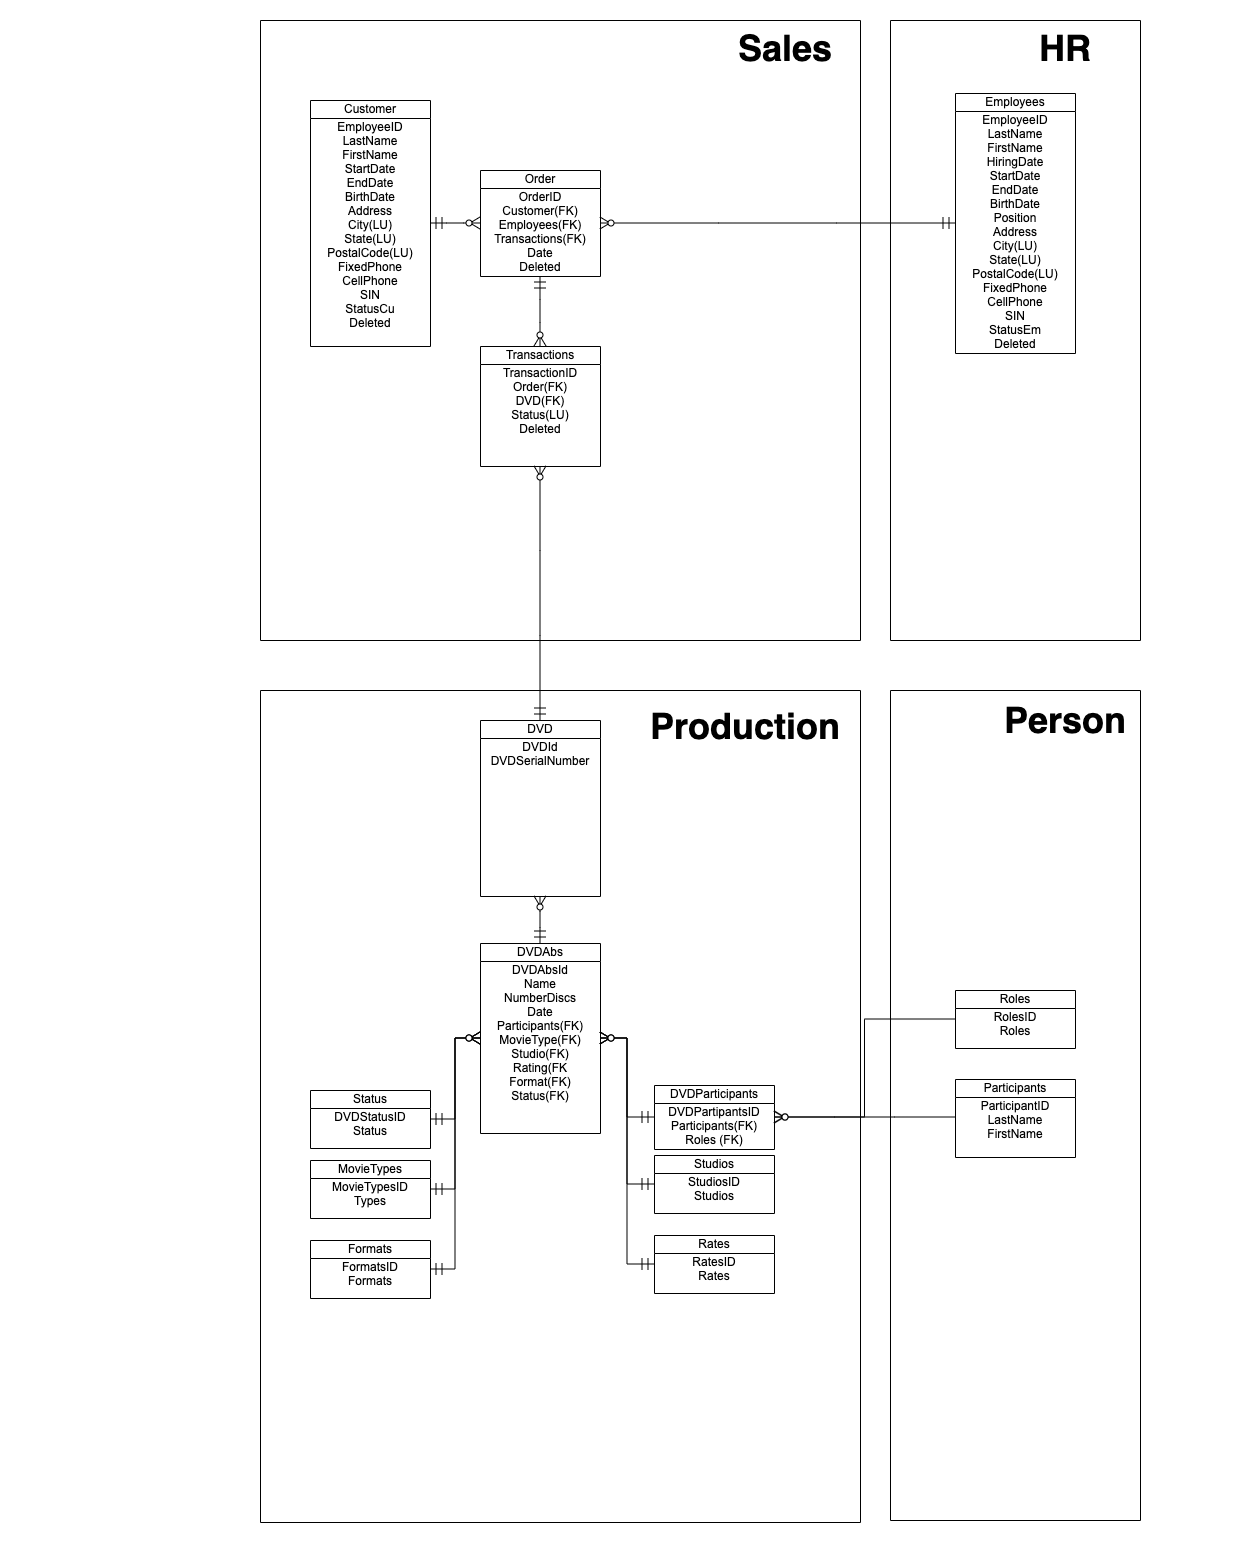 Sales
HR
Customer
EmployeeID
LastName
FirstName
StartDate
EndDate
BirthDate
Address
City(LU)
State(LU)
PostalCode(LU)
FixedPhone
CellPhone
SIN
StatusCu
Deleted
Order
OrderID
Customer(FK)
Employees(FK)
Transactions(FK)
Date
Deleted
Employees
EmployeeID
LastName
FirstName
HiringDate
StartDate
EndDate
BirthDate
Position
Address
City(LU)
State(LU)
PostalCode(LU)
FixedPhone
CellPhone
SIN
StatusEm
Deleted
Transactions
TransactionID
Order(FK)
DVD(FK)
Status(LU)
Deleted
Production
Person
DVD
DVDId
DVDSerialNumber
DVDAbs
DVDAbsId
Name
NumberDiscs
Date
Participants(FK)
MovieType(FK)
Studio(FK)
Rating(FK
Format(FK)
Status(FK)
Status
DVDStatusID
Status
MovieTypes
MovieTypesID
Types
Formats
FormatsID
Formats
DVDParticipants
DVDPartipantsID
Participants(FK)
Roles (FK)
Studios
StudiosID
Studios
Rates
RatesID
Rates
Roles
RolesID
Roles
Participants
ParticipantID
LastName
FirstName